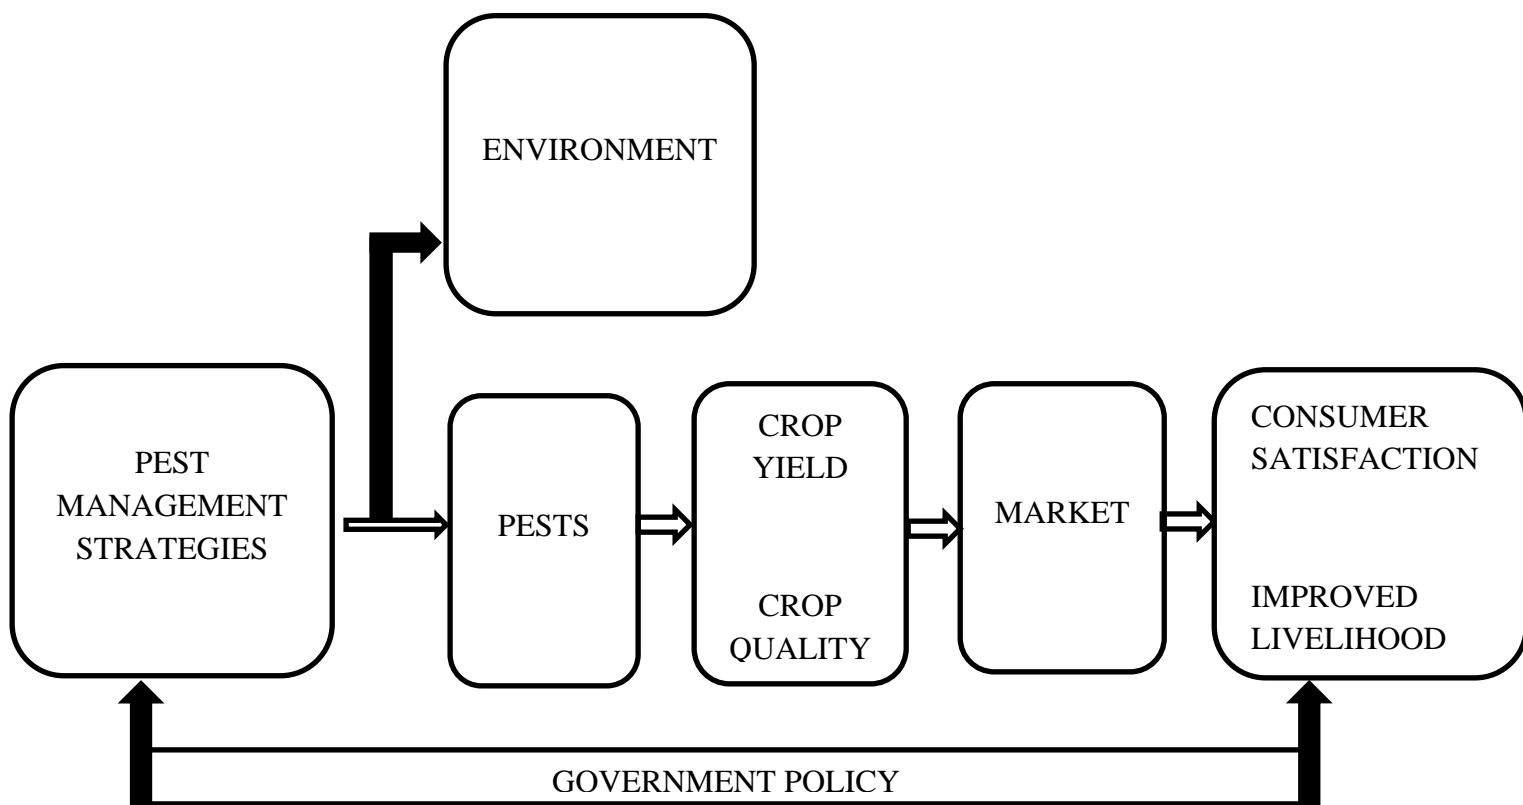 ENVIRONMENT
PEST
MANAGEMENT
STRATEGIES
PESTS
CROP
YIELD
CROP
QUALITY
MARKET
CONSUMER
SATISFACTION
IMPROVED
LIVELIHOOD
GOVERNMENT POLICY